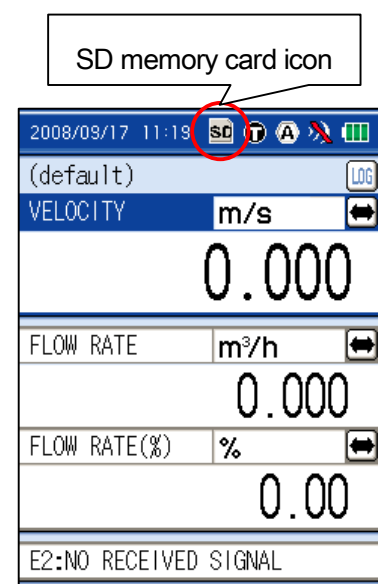 SD memory card icon
2008/09/17 11:19 SD T A
(default) LOG
VELOCITY m/s
0.000
FLOW RATE m³/h
0.000
FLOW RATE(%) %
0.00
E2:NO RECEIVED SIGNAL